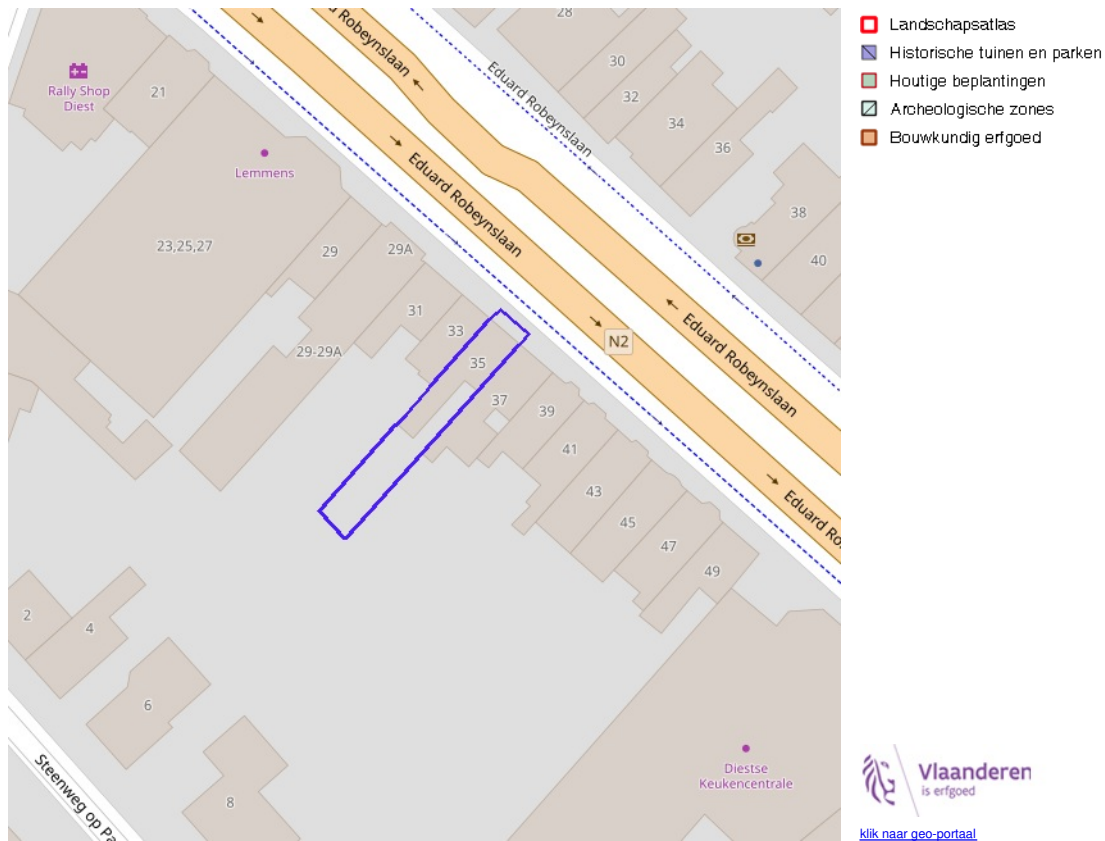 Robeynslaan
28
Landschapsatlas
Historische tuinen en parken
Houtige beplantingen
Archeologische zones
Bouwkundig erfgoed
Rally Shop
Diest
21
30
32
34
36
Eduard Robeynslaan
Lemmens
Eduard Robeynslaan
38
40
23,25,27
29
29A
31
33
35
37
39
41
43
45
47
49
29-29A
N2
Eduard Robeynslaan
Eduard Ro
2
4
6
8
Steenweg op Pa
Diestse
Keukencentrale
Vlaanderen
is erfgoed
klik naar geo-portaal